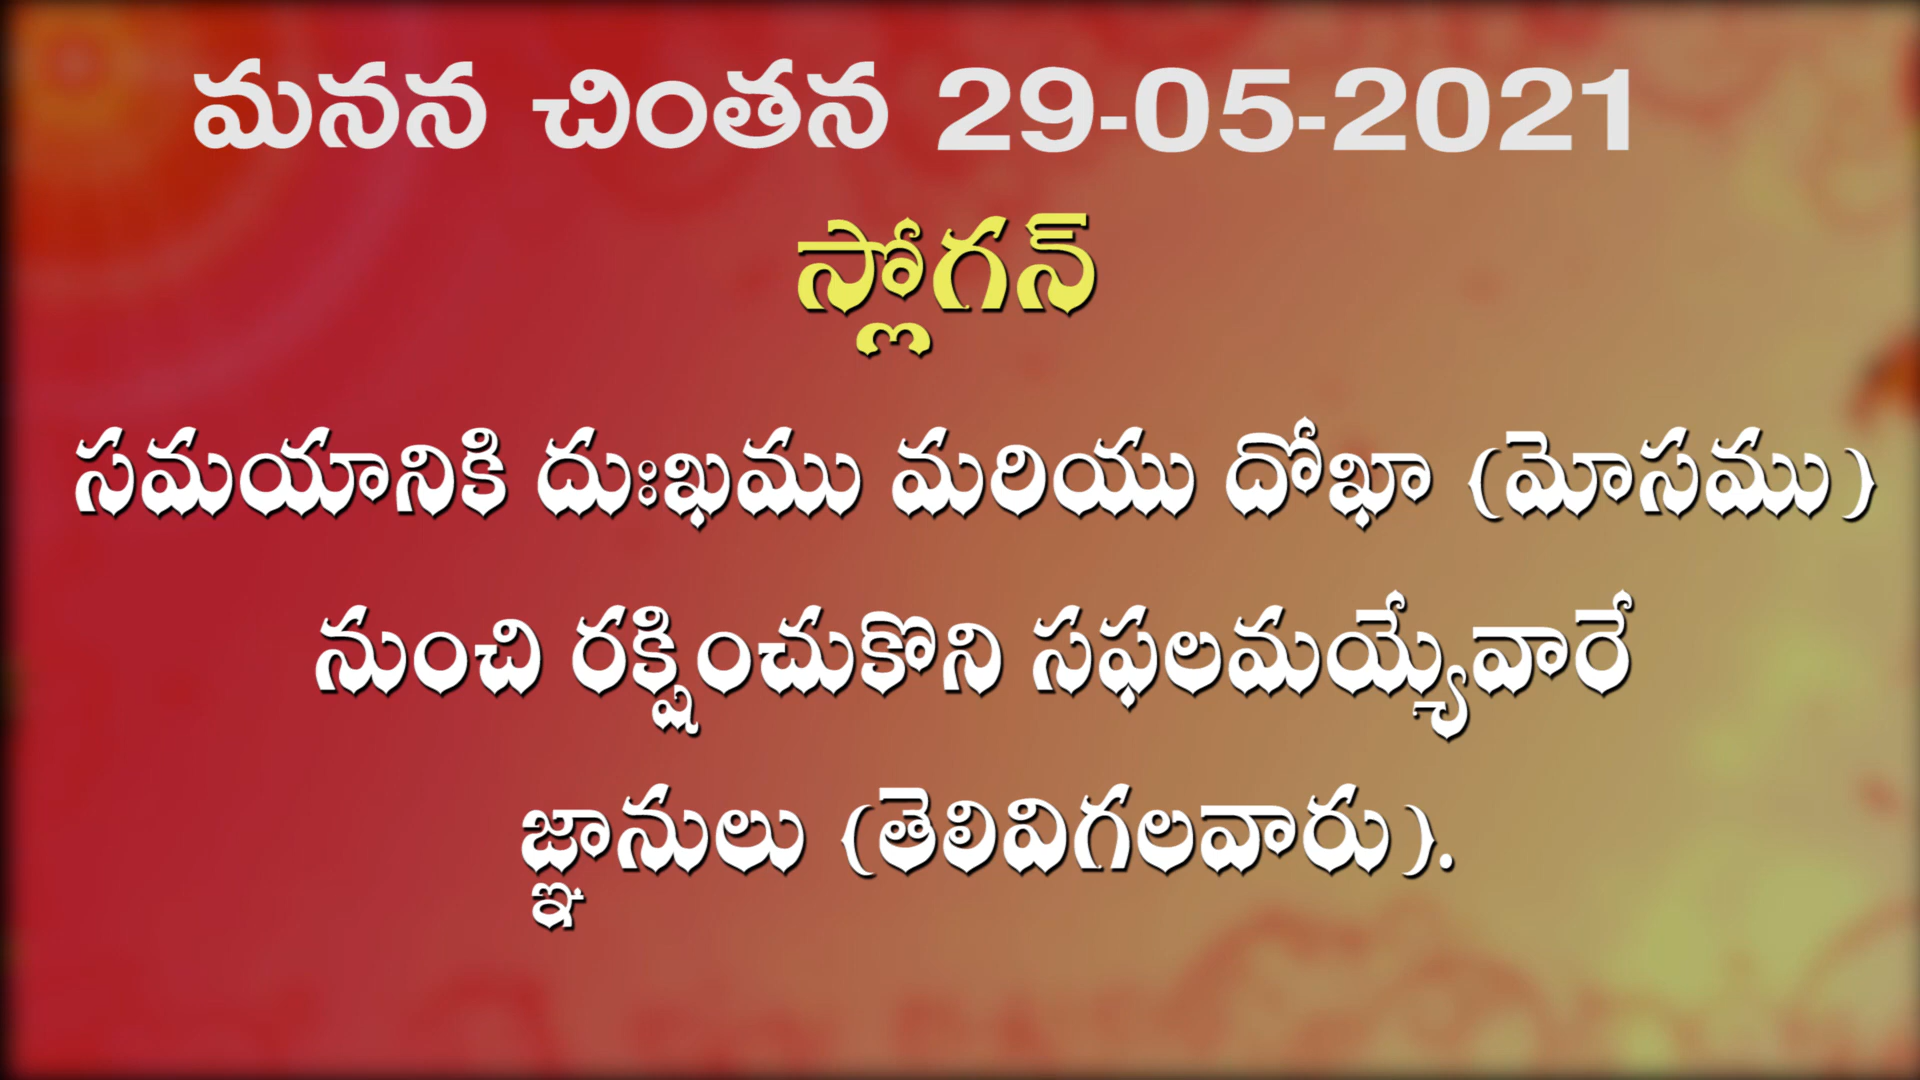 మనన చింతన 29-05-2021
స్లోగన్
సమయానికి దుఃఖము మరియు దోఖా (మోసము)
నుంచి రక్షించుకొని సఫలమయ్యేవారే
జ్ఞానులు (తెలివిగలవారు).